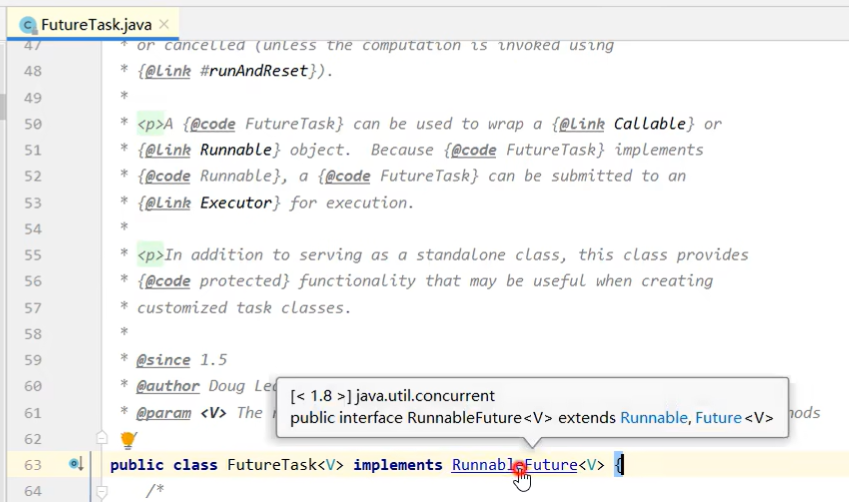 FutureTask.java
47 * or cancelled (unless the computation is invoked using
48 * {@link #runAndReset}).
49 *
50 * <p>A {@code FutureTask} can be used to wrap a {@link Callable} or
51 * {@link Runnable} object.  Because {@code FutureTask} implements
52 * {@code Runnable}, a {@code FutureTask} can be submitted to an
53 * {@link Executor} for execution.
54 *
55 * <p>In addition to serving as a standalone class, this class provides
56 * {@code protected} functionality that may be useful when creating
57 * customized task classes.
58 *
59 * @since 1.5
60 * @author Doug
[< 1.8 >] java.util.concurrent
public interface RunnableFuture<V> extends Runnable, Future<V>
61 * @param <V> The
62
63 public class FutureTask<V> implements RunnableFuture<V> {
64 /*